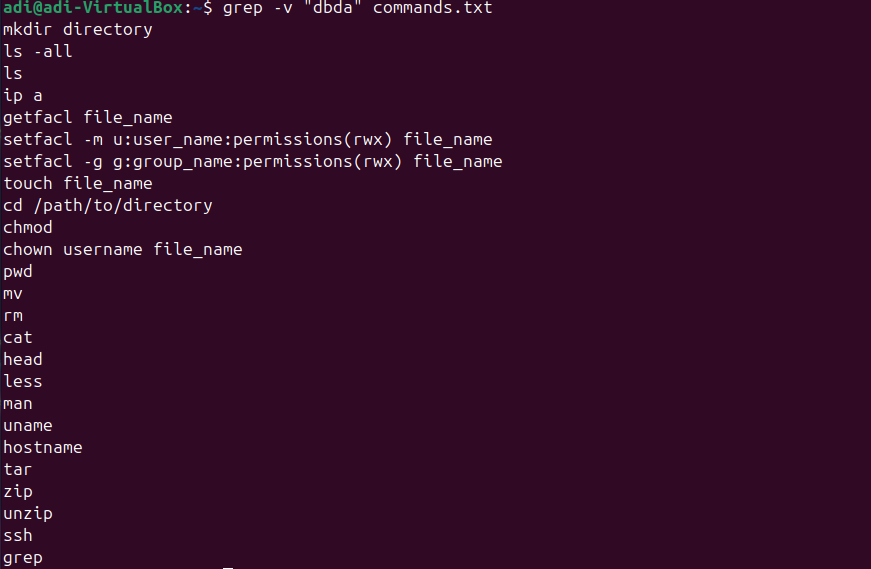 adi@adi-VirtualBox:~$ grep -v "dbda" commands.txt
mkdir directory
ls -all
ls
ip a
getfacl file_name
setfacl -m u:user_name:permissions(rwx) file_name
setfacl -g g:group_name:permissions(rwx) file_name
touch file_name
cd /path/to/directory
chmod
chown username file_name
pwd
mv
rm
cat
head
less
man
uname
hostname
tar
zip
unzip
ssh
grep